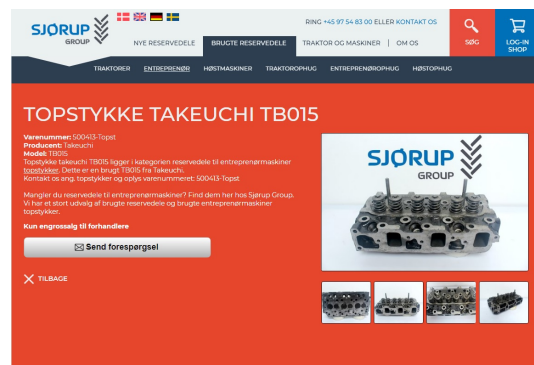 SJØRUP
GROUP
RING +45 97 54 83 00 ELLER KONTAKT OS
NYE RESERVEDELE
BRUGTE RESERVEDELE
TRAKTOR OG MASKINER | OM OS
SØG
LOG-IN
SHOP
TRAKTORER
ENTREPRENØR
HØSTMASKINER
TRAKTOROPHUG
ENTREPRENØROPHUG
HØSTOPHUG
TOPSTYKKE TAKEUCHI TB015
Varenummer: 500413-Topst
Producent: Takeuchi
Model: TB015
Topstykke takeuchi TB015 ligger i kategorien reservedele til entreprenørmaskiner
topstykker. Dette er en brugt TB015 fra Takeuchi.
Kontakt os ang. topstykker og oplys varenummeret: 500413-Topst
Mangler du reservedele til entreprenørmaskiner? Find dem her hos Sjørup Group.
Vi har et stort udvalg af brugte reservedele og brugte entreprenørmaskiner
topstykker.
Kun engrossalg til forhandlere
Send forespørgsel
TILBAGE
SJØRUP
GROUP